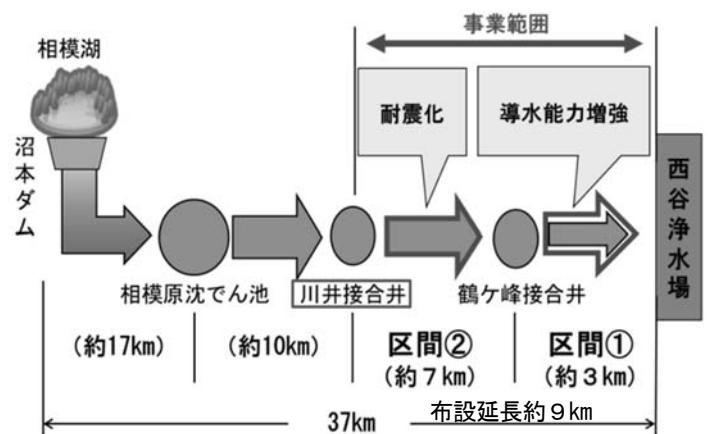 事業範囲
相模湖
耐震化
導水能力増強
沼本ダム
西谷浄水場
相模原沈でん池
川井接合井
鶴ケ峰接合井
(約17km)
(約10km)
区間②
(約7km)
区間①
(約3km)
布設延長約9km
37km